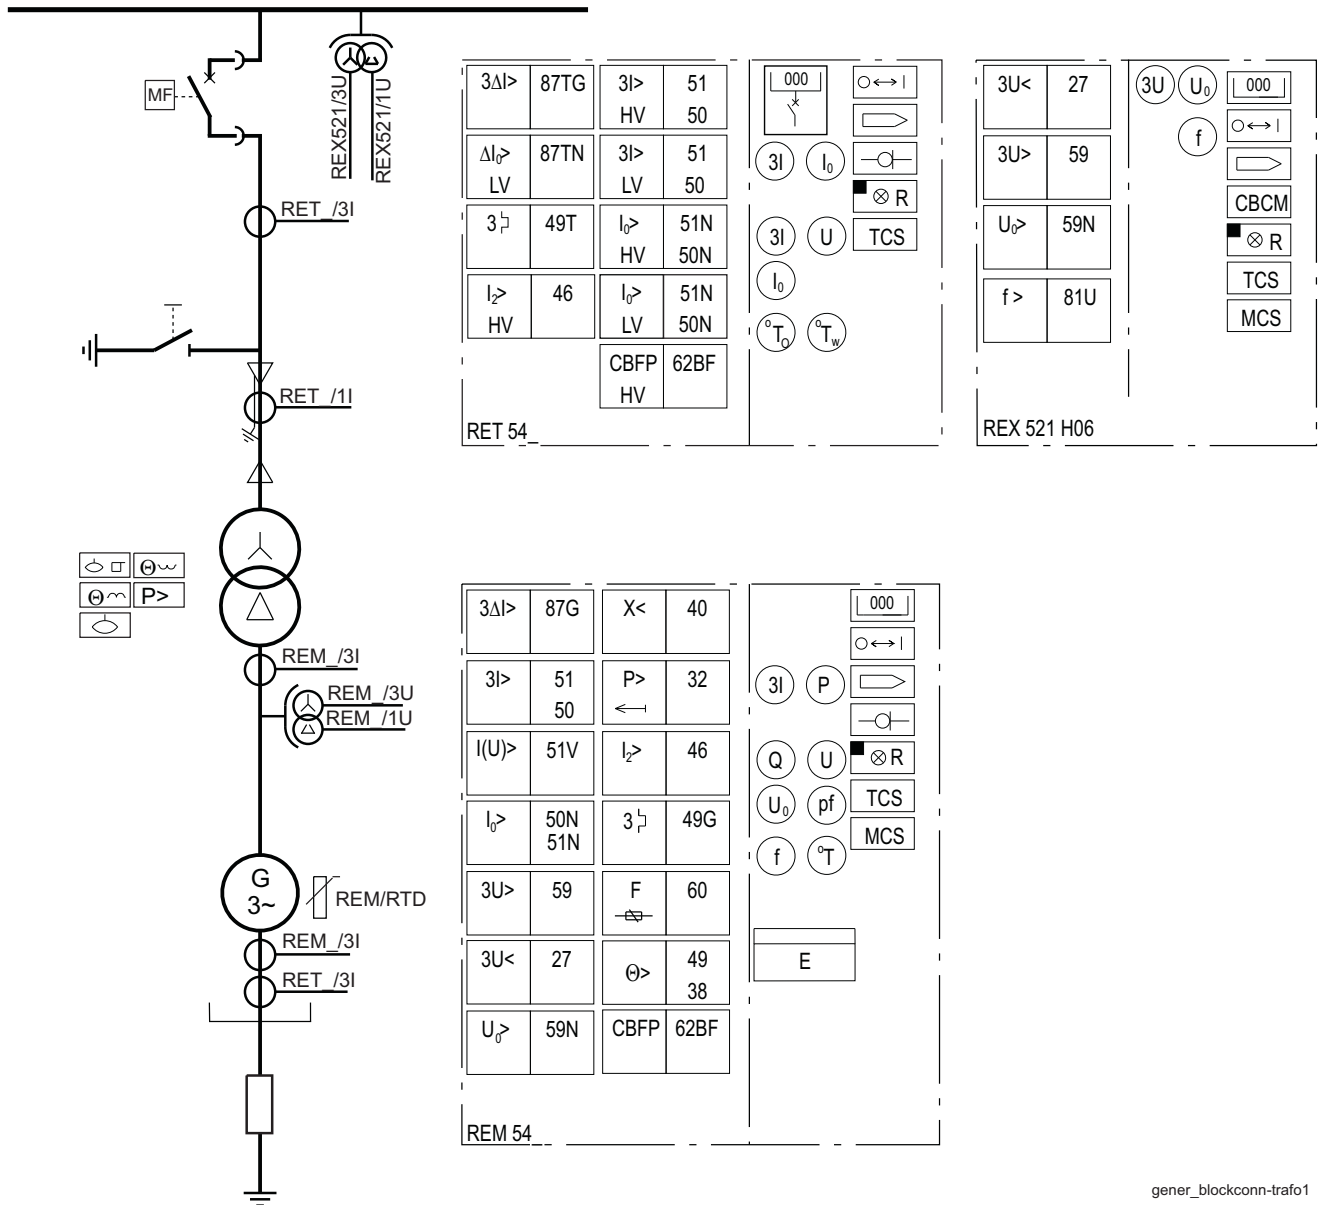 MF
REX521/3U
REX521/1U
RET_/3I
RET_/1I
REM_/3I
REM_/3U
REM_/1U
Θ
Θ P>
G
3~
REM/RTD
REM_/3I
RET_/3I
3ΔI> 87TG 3I> 51
HV 50
ΔI₀> 87TN 3I> 51
LV LV 50
3 49T I₀> 51N
HV 50N
I₂> 46 I₀> 51N
HV LV 50N
CBFP 62BF
HV
RET 54_
000
3I I₀
R
3I U TCS
I₀
°T₀ °Tw
3U< 27
3U> 59
U₀> 59N
f > 81U
REX 521 H06
3U U₀ 000
f
CBCM
R
TCS
MCS
3ΔI> 87G X< 40
3I> 51 P> 32
50
I(U)> 51V I₂> 46
I₀> 50N 3 49G
51N
3U> 59 F 60
3U< 27 Θ> 49
38
U₀> 59N CBFP 62BF
REM 54_
000
3I P
Q U R
U₀ pf TCS
MCS
f °T
E
gener_blockconn-trafo1